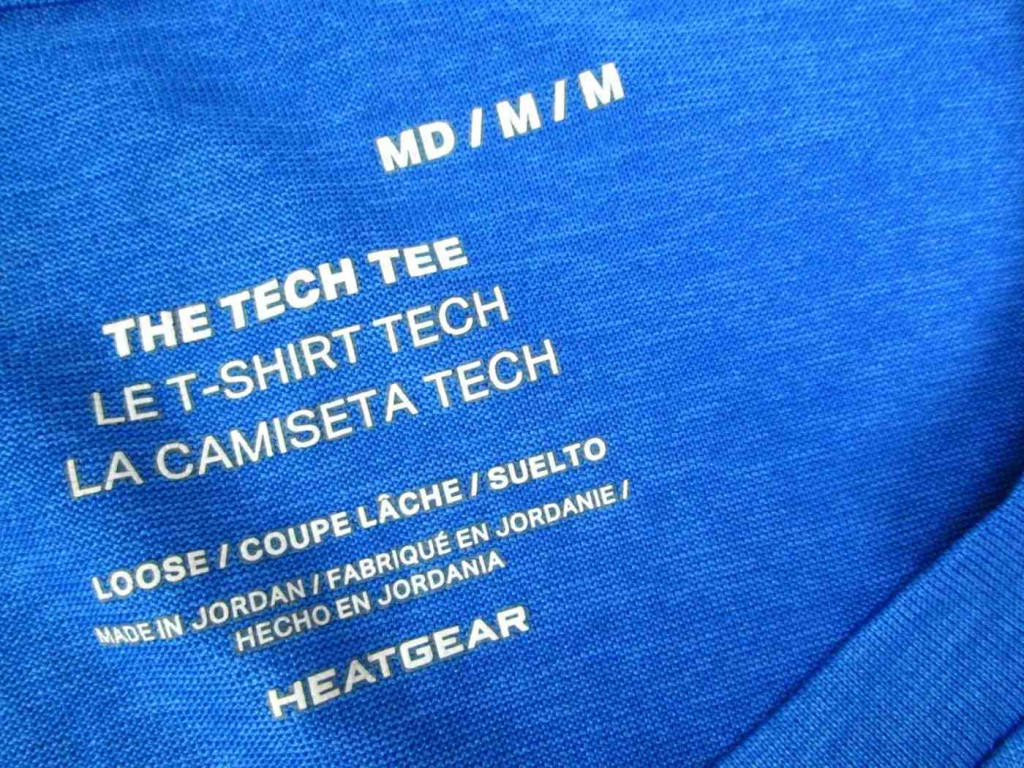 MD / M / M
THE TECH TEE
LE T-SHIRT TECH
LA CAMISETA TECH
LOOSE / COUPE LÂCHE / SUELTO
MADE IN JORDAN / FABRIQUÉ EN JORDANIE /
HECHO EN JORDANIA
HEATGEAR